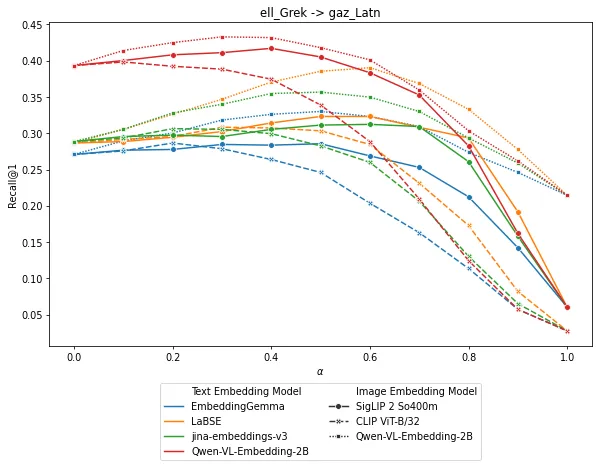 ell_Grek -> gaz_Latn
0.45
0.40
0.35
0.30
0.25
0.20
0.15
0.10
0.05
Recall@1
0.0 0.2 0.4 0.6 0.8 1.0
α
Text Embedding Model
EmbeddingGemma
LaBSE
jina-embeddings-v3
Qwen-VL-Embedding-2B
Image Embedding Model
SigLIP 2 So400m
CLIP ViT-B/32
Qwen-VL-Embedding-2B